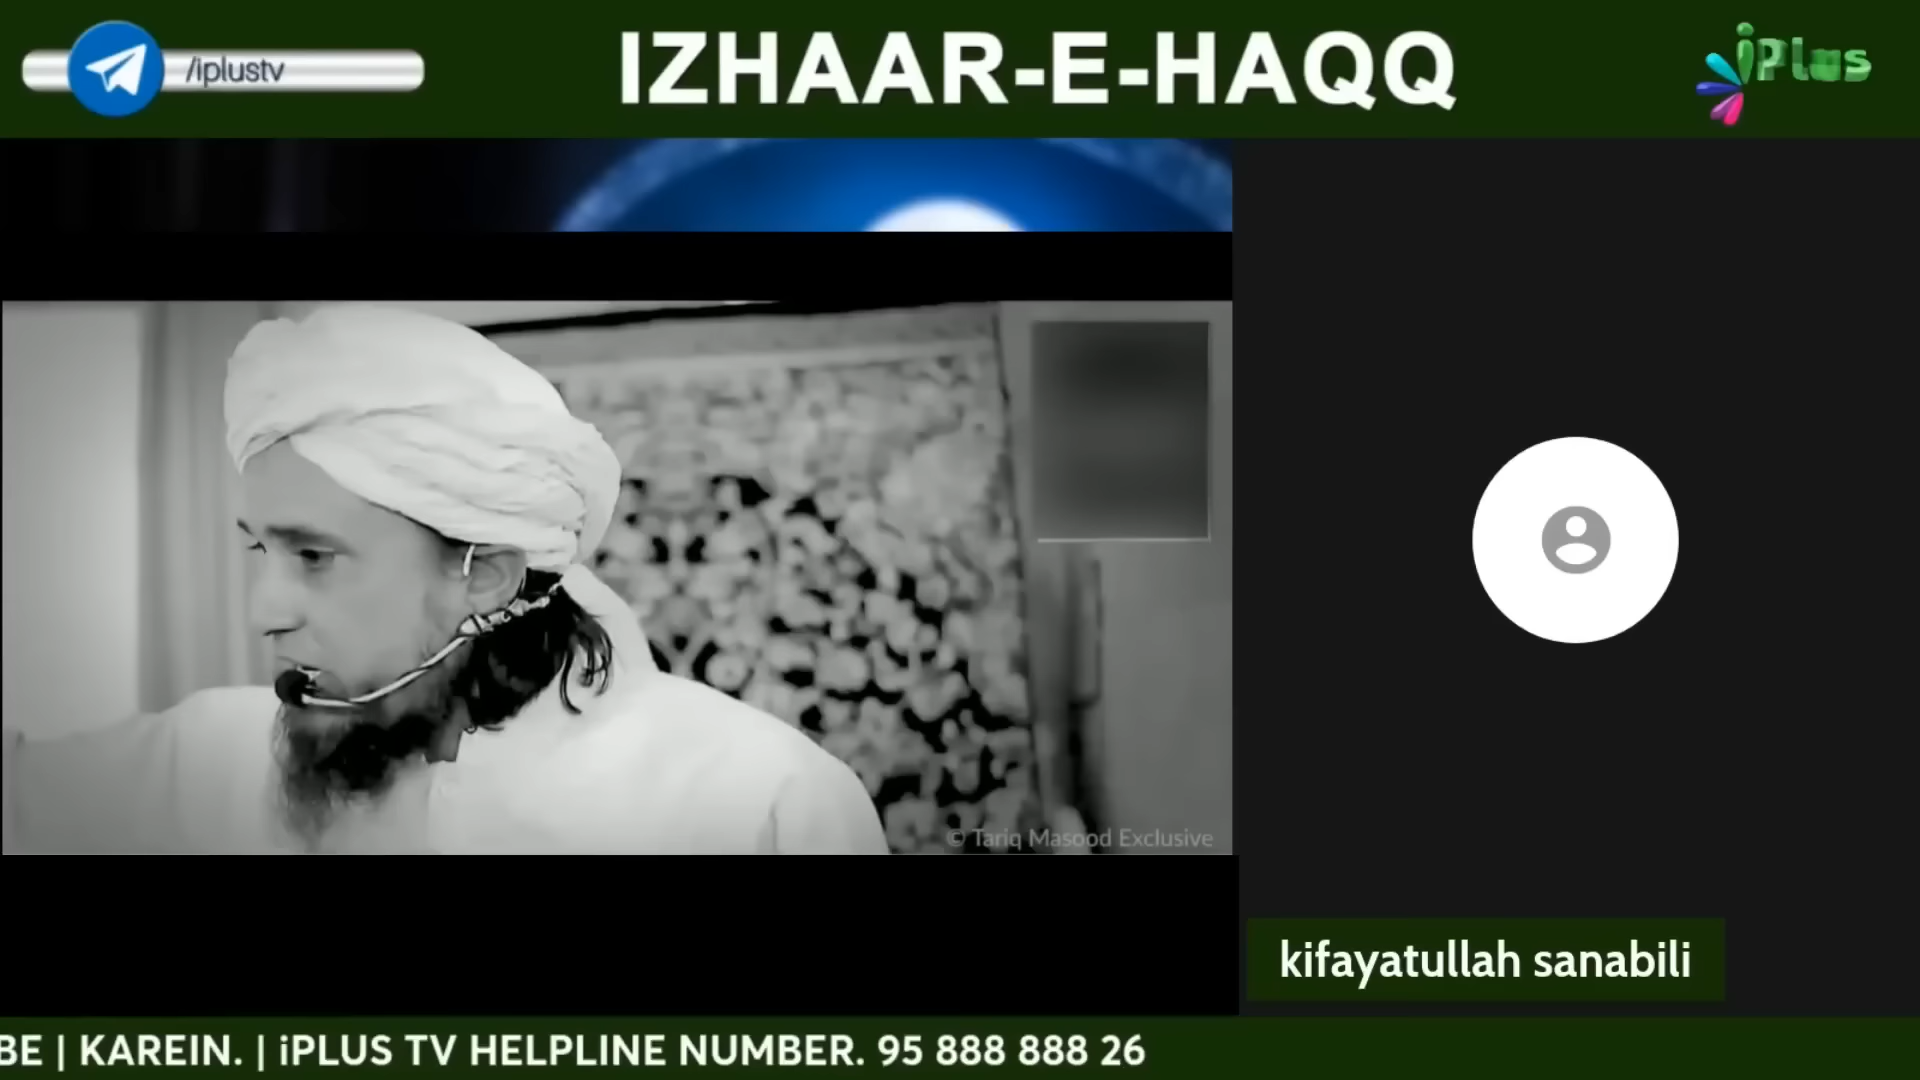 /iplustv
IZHAAR-E-HAQQ
iPlus
© Tariq Masood Exclusive
kifayatullah sanabili
BE | KAREIN. | iPLUS TV HELPLINE NUMBER. 95 888 888 26